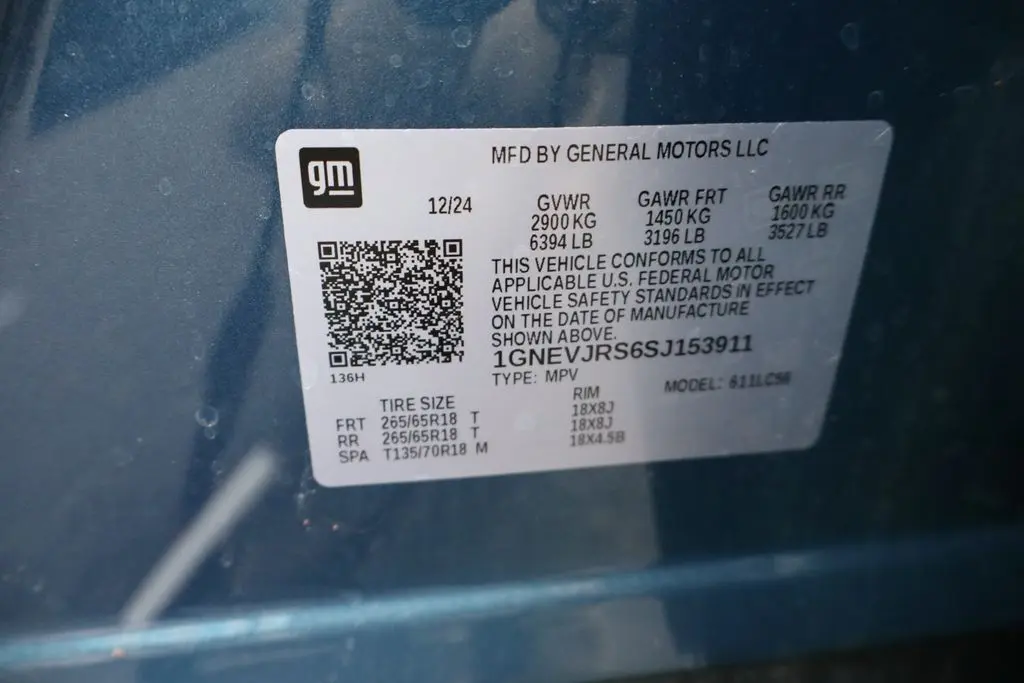 gm
MFD BY GENERAL MOTORS LLC
12/24
GVWR
2900 KG
6394 LB
GAWR FRT
1450 KG
3196 LB
GAWR RR
1600 KG
3527 LB
THIS VEHICLE CONFORMS TO ALL
APPLICABLE U.S. FEDERAL MOTOR
VEHICLE SAFETY STANDARDS IN EFFECT
ON THE DATE OF MANUFACTURE
SHOWN ABOVE.
1GNEVJRS6SJ153911
136H
TYPE: MPV
MODEL:
TIRE SIZE
RIM
FRT 265/65R18 T 18X8J
RR 265/65R18 T 18X8J
SPA T135/70R18 M 18X4.5B